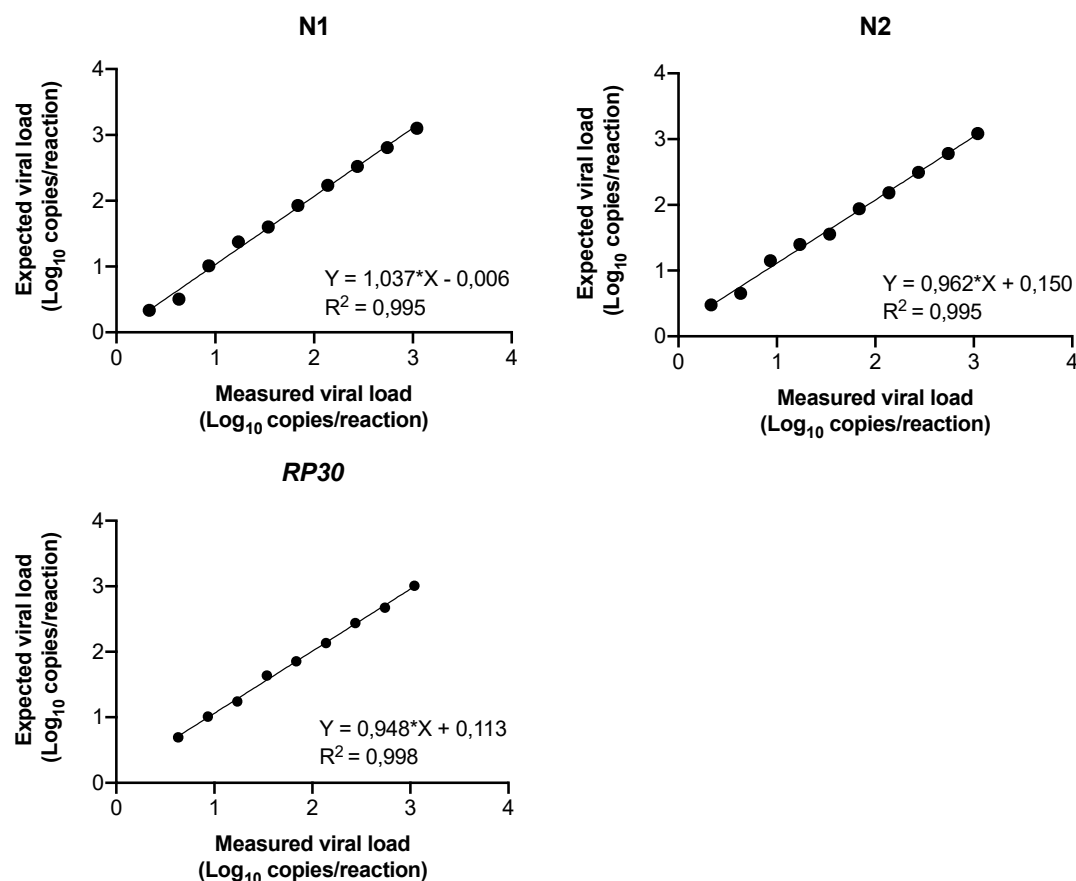 N1
Expected viral load
(Log10 copies/reaction)
4
3
2
1
0
Y = 1,037*X - 0,006
R2 = 0,995
0 1 2 3 4
Measured viral load
(Log10 copies/reaction)
N2
Expected viral load
(Log10 copies/reaction)
4
3
2
1
0
Y = 0,962*X + 0,150
R2 = 0,995
0 1 2 3 4
Measured viral load
(Log10 copies/reaction)
RP30
Expected viral load
(Log10 copies/reaction)
4
3
2
1
0
Y = 0,948*X + 0,113
R2 = 0,998
0 1 2 3 4
Measured viral load
(Log10 copies/reaction)